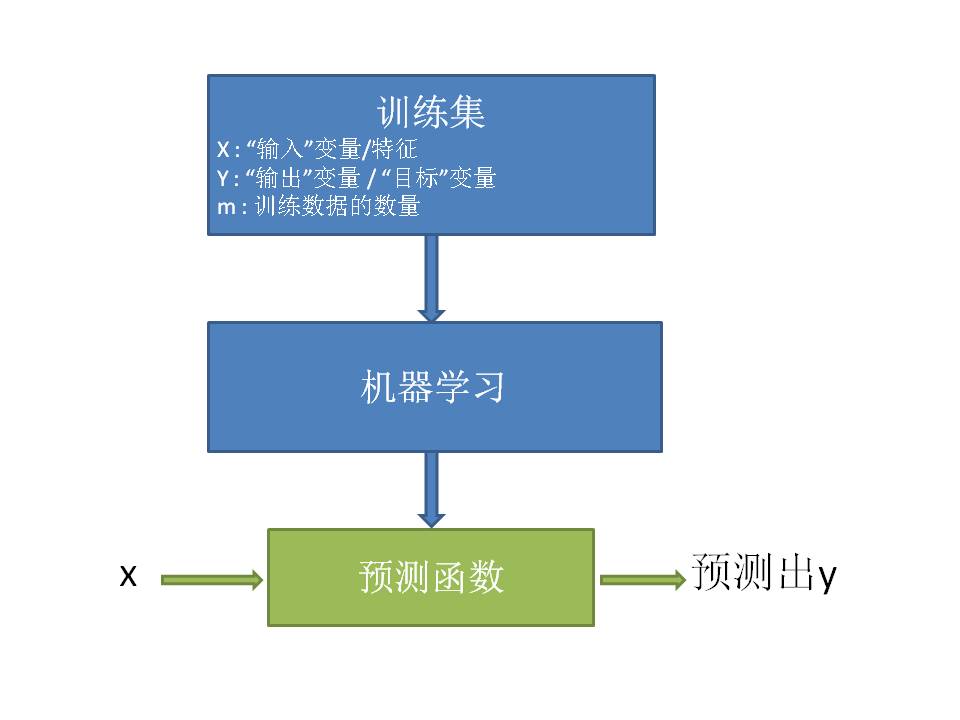 训练集
X : “输入”变量/特征
Y : “输出”变量 / “目标”变量
m : 训练数据的数量
机器学习
x
预测函数
预测出y